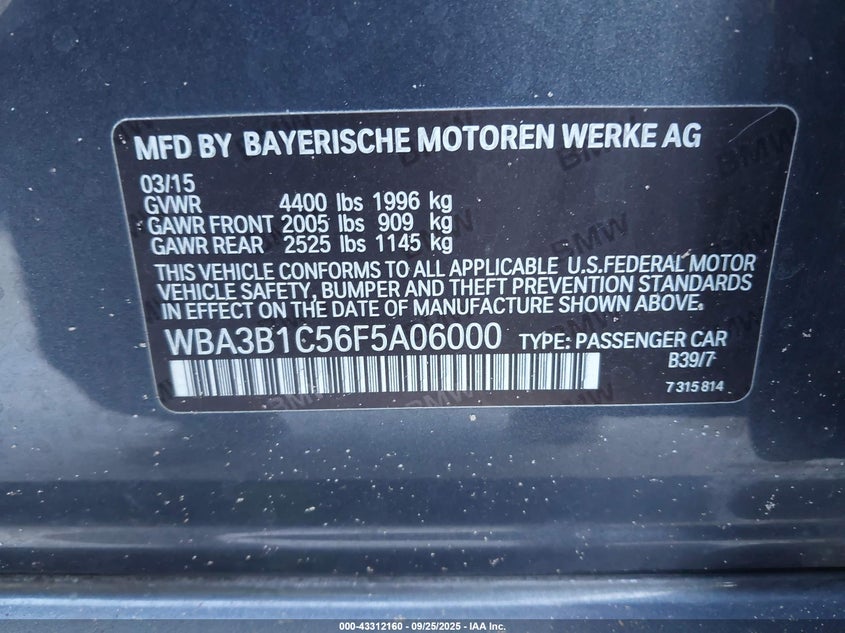 MFD BY BAYERISCHE MOTOREN WERKE AG
03/15
GVWR 4400 lbs 1996 kg
GAWR FRONT 2005 lbs 909 kg
GAWR REAR 2525 lbs 1145 kg
THIS VEHICLE CONFORMS TO ALL APPLICABLE U.S.FEDERAL MOTOR
VEHICLE SAFETY, BUMPER AND THEFT PREVENTION STANDARDS
IN EFFECT ON THE DATE OF MANUFACTURE SHOWN ABOVE.
WBA3B1C56F5A06000 TYPE: PASSENGER CAR
B39/7
7 315 814
000-43312160 - 09/25/2025 - IAA Inc.